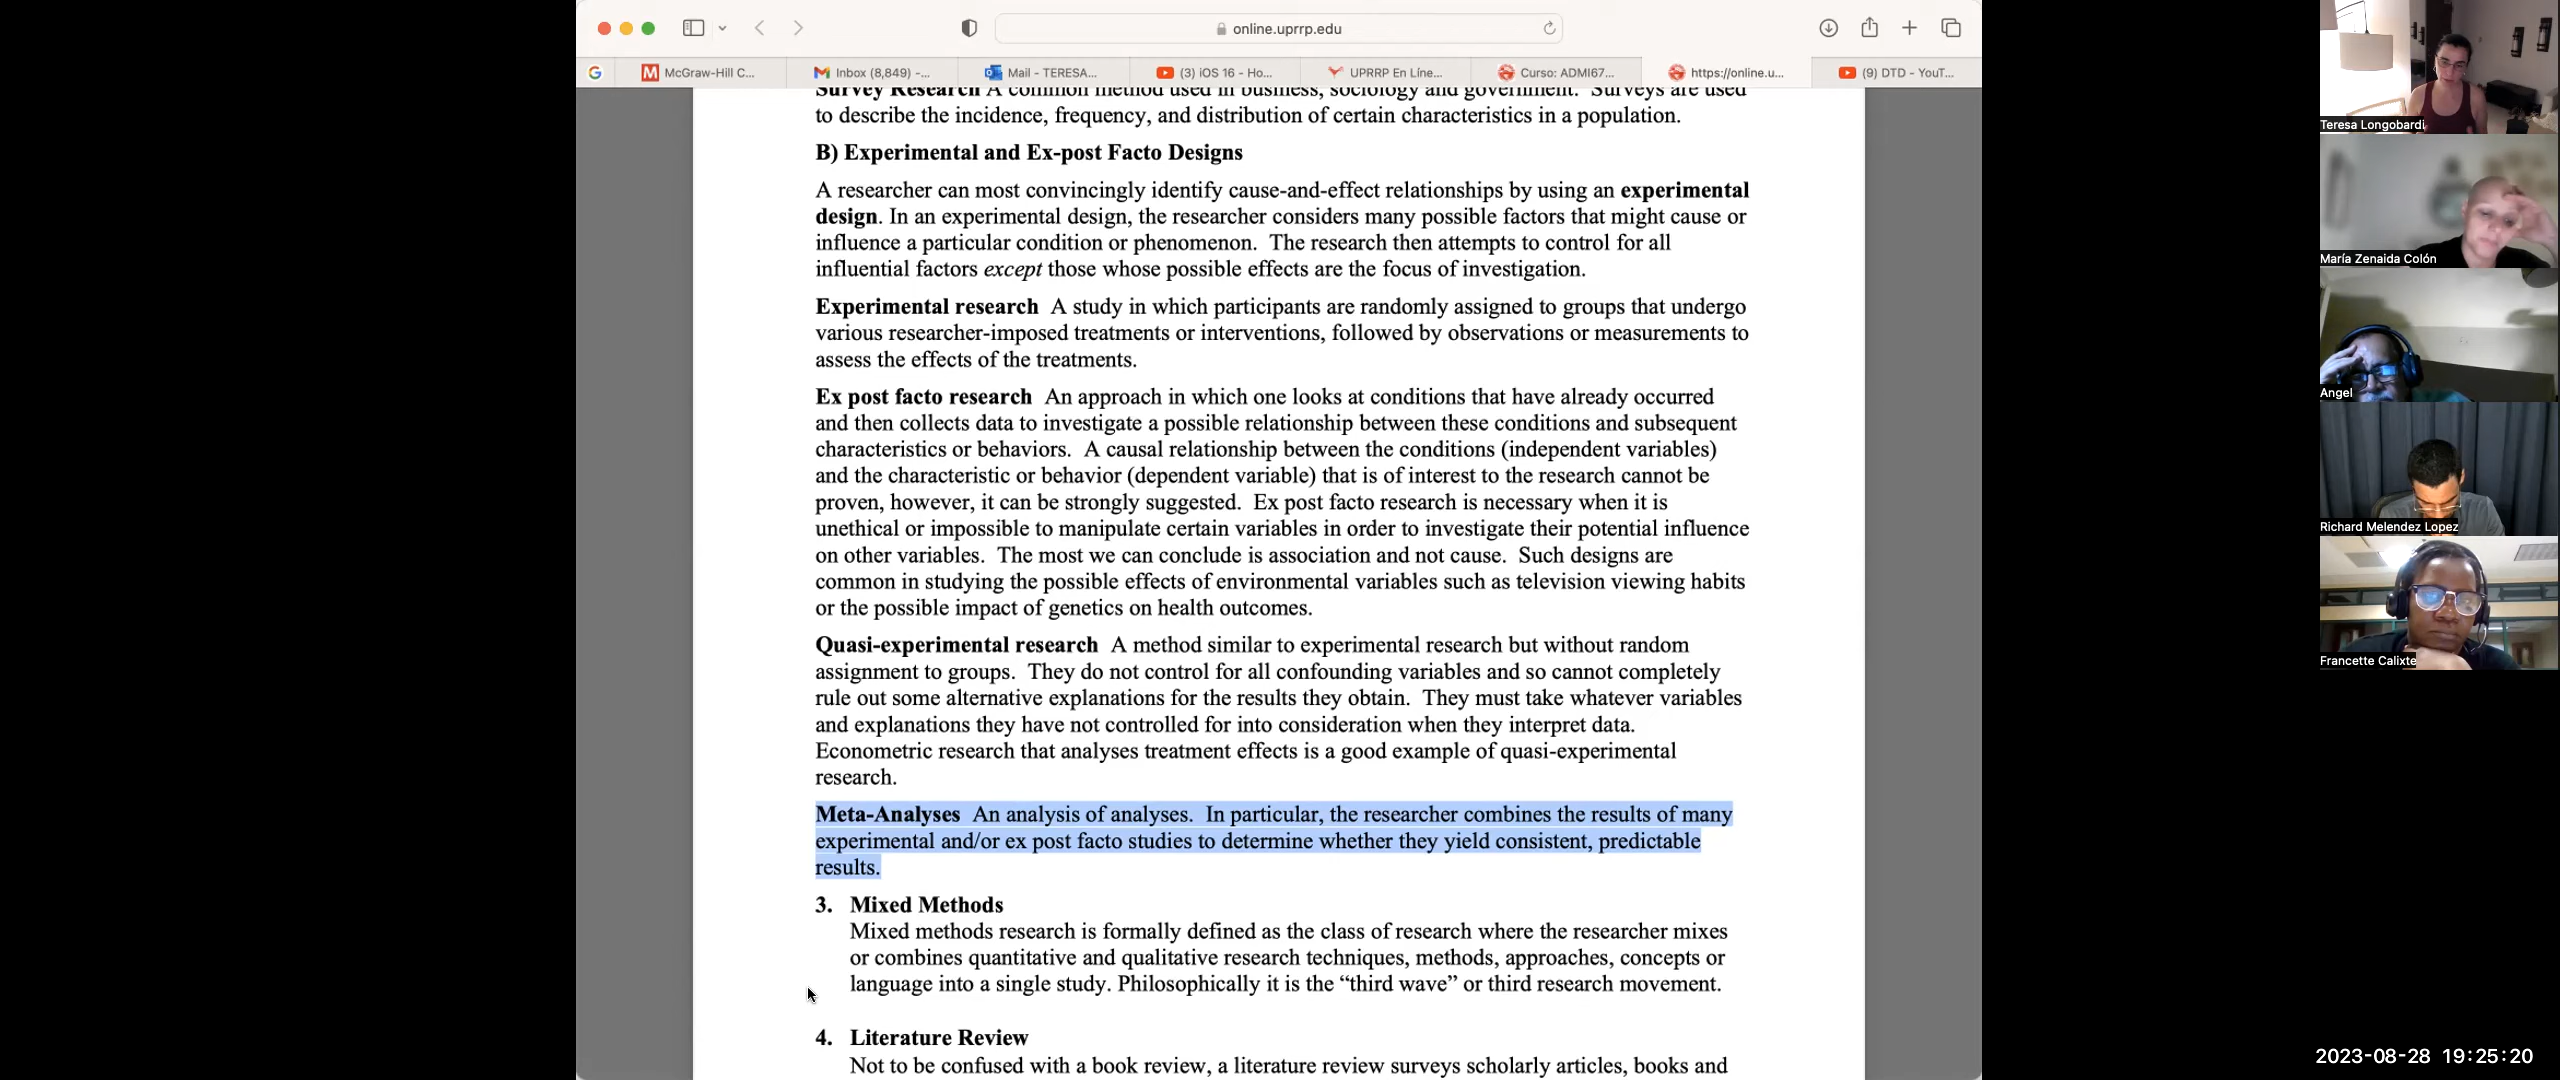 online.uprrp.edu
McGraw-Hill C...
Inbox (8,849) -...
Mail - TERESA...
(3) iOS 16 - Ho...
UPRRP En Líne...
Curso: ADMI67...
https://online.u...
(9) DTD - YouT...
Survey Research A common method used in business, sociology and government. Surveys are used
to describe the incidence, frequency, and distribution of certain characteristics in a population.
B) Experimental and Ex-post Facto Designs
A researcher can most convincingly identify cause-and-effect relationships by using an experimental
design. In an experimental design, the researcher considers many possible factors that might cause or
influence a particular condition or phenomenon. The research then attempts to control for all
influential factors except those whose possible effects are the focus of investigation.
Experimental research A study in which participants are randomly assigned to groups that undergo
various researcher-imposed treatments or interventions, followed by observations or measurements to
assess the effects of the treatments.
Ex post facto research An approach in which one looks at conditions that have already occurred
and then collects data to investigate a possible relationship between these conditions and subsequent
characteristics or behaviors. A causal relationship between the conditions (independent variables)
and the characteristic or behavior (dependent variable) that is of interest to the research cannot be
proven, however, it can be strongly suggested. Ex post facto research is necessary when it is
unethical or impossible to manipulate certain variables in order to investigate their potential influence
on other variables. The most we can conclude is association and not cause. Such designs are
common in studying the possible effects of environmental variables such as television viewing habits
or the possible impact of genetics on health outcomes.
Quasi-experimental research A method similar to experimental research but without random
assignment to groups. They do not control for all confounding variables and so cannot completely
rule out some alternative explanations for the results they obtain. They must take whatever variables
and explanations they have not controlled for into consideration when they interpret data.
Econometric research that analyses treatment effects is a good example of quasi-experimental
research.
Meta-Analyses An analysis of analyses. In particular, the researcher combines the results of many
experimental and/or ex post facto studies to determine whether they yield consistent, predictable
results.
3. Mixed Methods
Mixed methods research is formally defined as the class of research where the researcher mixes
or combines quantitative and qualitative research techniques, methods, approaches, concepts or
language into a single study. Philosophically it is the “third wave” or third research movement.
4. Literature Review
Not to be confused with a book review, a literature review surveys scholarly articles, books and
Teresa Longobardi
María Zenaida Colón
Angel
Richard Melendez Lopez
Francette Calixte
2023-08-28 19:25:20